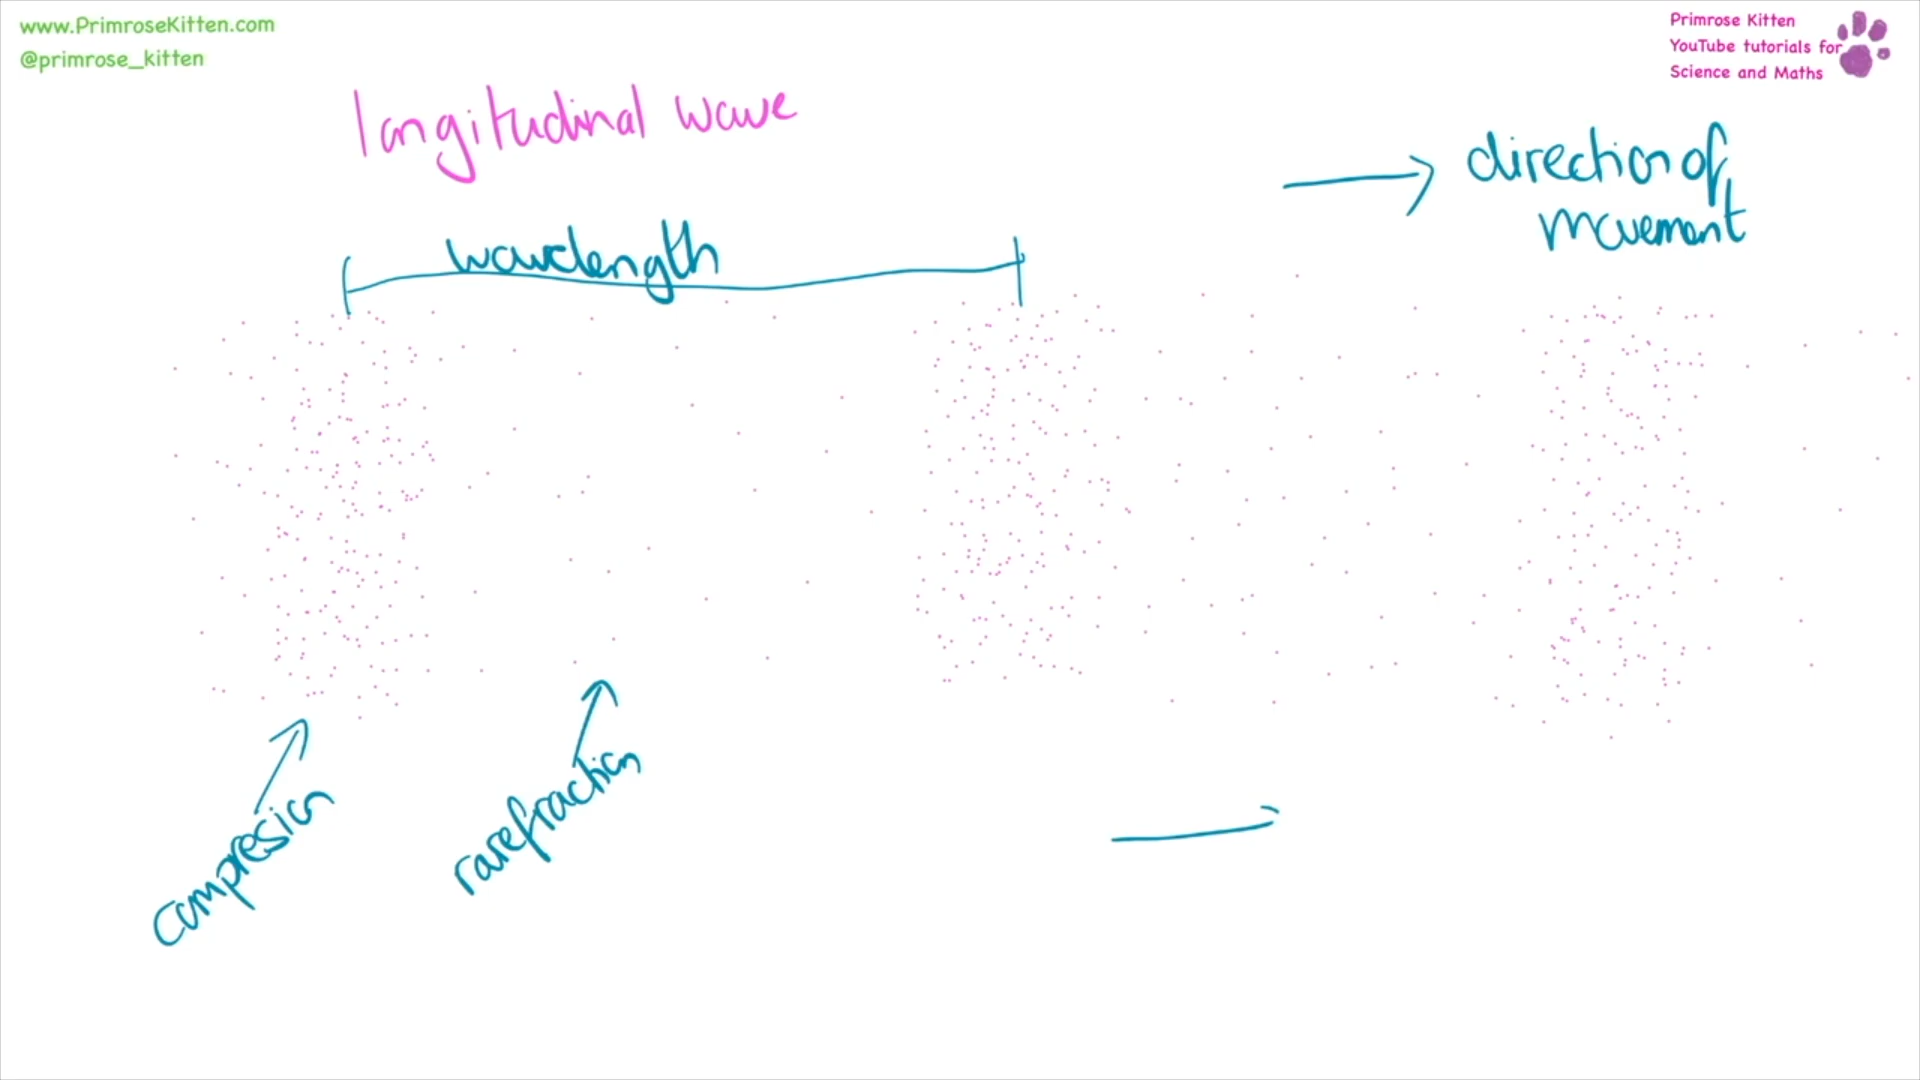 www.PrimroseKitten.com
@primrose_kitten
Primrose Kitten
YouTube tutorials for
Science and Maths
longitudinal wave
direction of
movement
wavelength
compresion
rarefraction